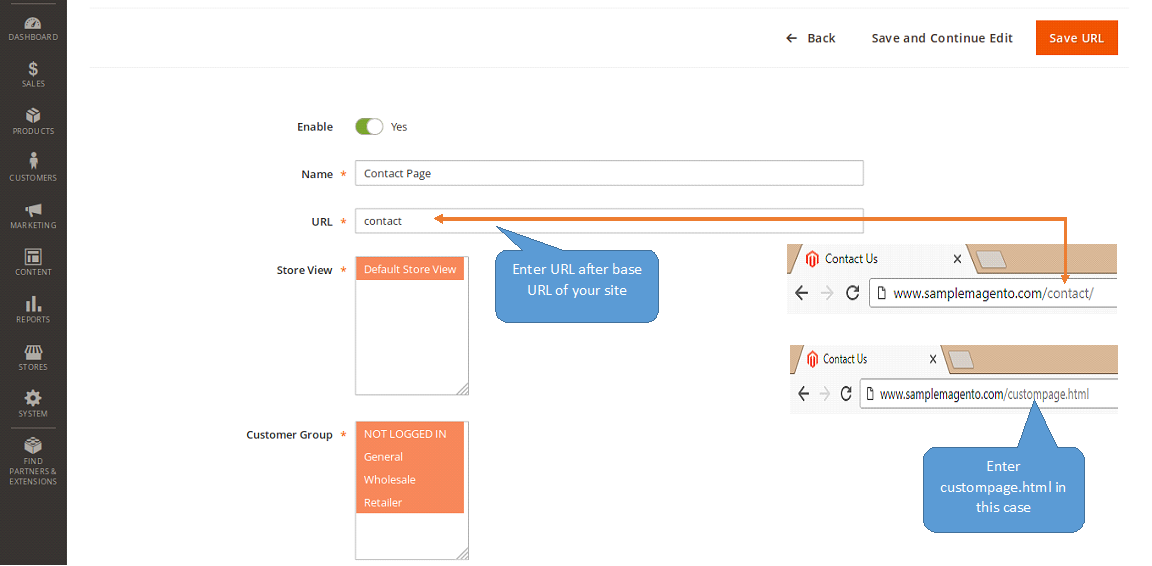 DASHBOARD
SALES
PRODUCTS
CUSTOMERS
MARKETING
CONTENT
REPORTS
STORES
SYSTEM
FIND
PARTNERS &
EXTENSIONS
Back
Save and Continue Edit
Save URL
Enable
Yes
Name *
Contact Page
URL *
contact
Store View *
Default Store View
Enter URL after base
URL of your site
Contact Us
www.samplemagento.com/contact/
Contact Us
www.samplemagento.com/custompage.html
Customer Group *
NOT LOGGED IN
General
Wholesale
Retailer
Enter
custompage.html in
this case